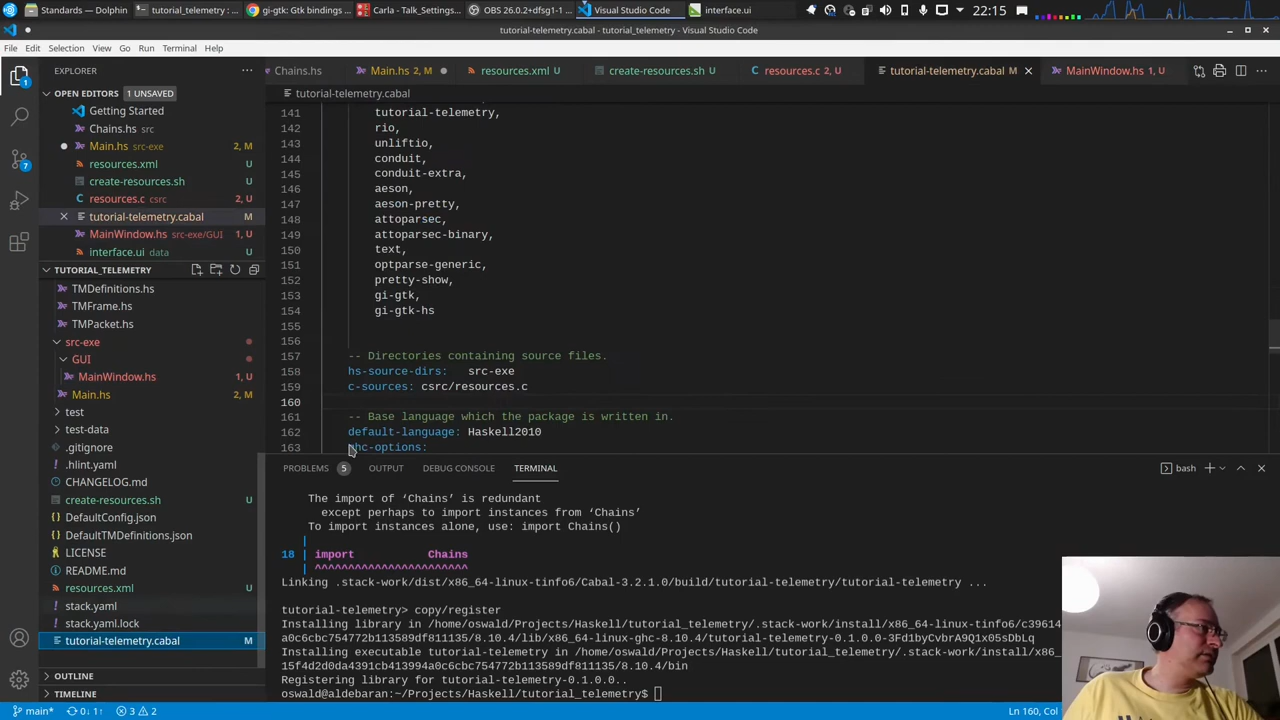 Standards — Dolphin
tutorial_telemetry : ...
gi-gtk: Gtk bindings ...
Carla - Talk_Settings...
OBS 26.0.2+dfsg1-1 ...
Visual Studio Code
interface.ui
22:15
tutorial-telemetry.cabal - tutorial_telemetry - Visual Studio Code
File Edit Selection View Go Run Terminal Help
EXPLORER
Chains.hs
Main.hs 2, M
resources.xml U
create-resources.sh U
resources.c 2, U
tutorial-telemetry.cabal M
MainWindow.hs 1, U
OPEN EDITORS 1 UNSAVED
Getting Started
Chains.hs src
Main.hs src-exe 2, M
resources.xml U
create-resources.sh U
resources.c csrc 2, U
tutorial-telemetry.cabal M
MainWindow.hs src-exe/GUI 1, U
interface.ui data U
TUTORIAL_TELEMETRY
TMDefinitions.hs
TMFrame.hs
TMPacket.hs
src-exe
GUI
MainWindow.hs 1, U
Main.hs 2, M
test
test-data
.gitignore
.hlint.yaml
CHANGELOG.md
create-resources.sh U
DefaultConfig.json
DefaultTMDefinitions.json
LICENSE
README.md
resources.xml U
stack.yaml
stack.yaml.lock
tutorial-telemetry.cabal M
OUTLINE
TIMELINE
tutorial-telemetry.cabal
141 tutorial-telemetry,
142 rio,
143 unliftio,
144 conduit,
145 conduit-extra,
146 aeson,
147 aeson-pretty,
148 attoparsec,
149 attoparsec-binary,
150 text,
151 optparse-generic,
152 pretty-show,
153 gi-gtk,
154 gi-gtk-hs
155
156
157 -- Directories containing source files.
158 hs-source-dirs: src-exe
159 c-sources: csrc/resources.c
160
161 -- Base language which the package is written in.
162 default-language: Haskell2010
163 ghc-options:
PROBLEMS 5 OUTPUT DEBUG CONSOLE TERMINAL
bash
The import of ‘Chains’ is redundant
except perhaps to import instances from ‘Chains’
To import instances alone, use: import Chains()
|
18 | import Chains
| ^^^^^^^^^^^^^^^^^^^^^^
Linking .stack-work/dist/x86_64-linux-tinfo6/Cabal-3.2.1.0/build/tutorial-telemetry/tutorial-telemetry ...
tutorial-telemetry> copy/register
Installing library in /home/oswald/Projects/Haskell/tutorial_telemetry/.stack-work/install/x86_64-linux-tinfo6/c39614
a0c6cbc754772b113589df811135/8.10.4/lib/x86_64-linux-ghc-8.10.4/tutorial-telemetry-0.1.0.0-3Fd1byCvbrA9Q1x05sDbLq
Installing executable tutorial-telemetry in /home/oswald/Projects/Haskell/tutorial_telemetry/.stack-work/install/x86_
15f4d2d0da4391cb413994a0c6cbc754772b113589df811135/8.10.4/bin
Registering library for tutorial-telemetry-0.1.0.0..
oswald@aldebaran:~/Projects/Haskell/tutorial_telemetry$
main* 0↓ 1↑ 3 2
Ln 160, Col